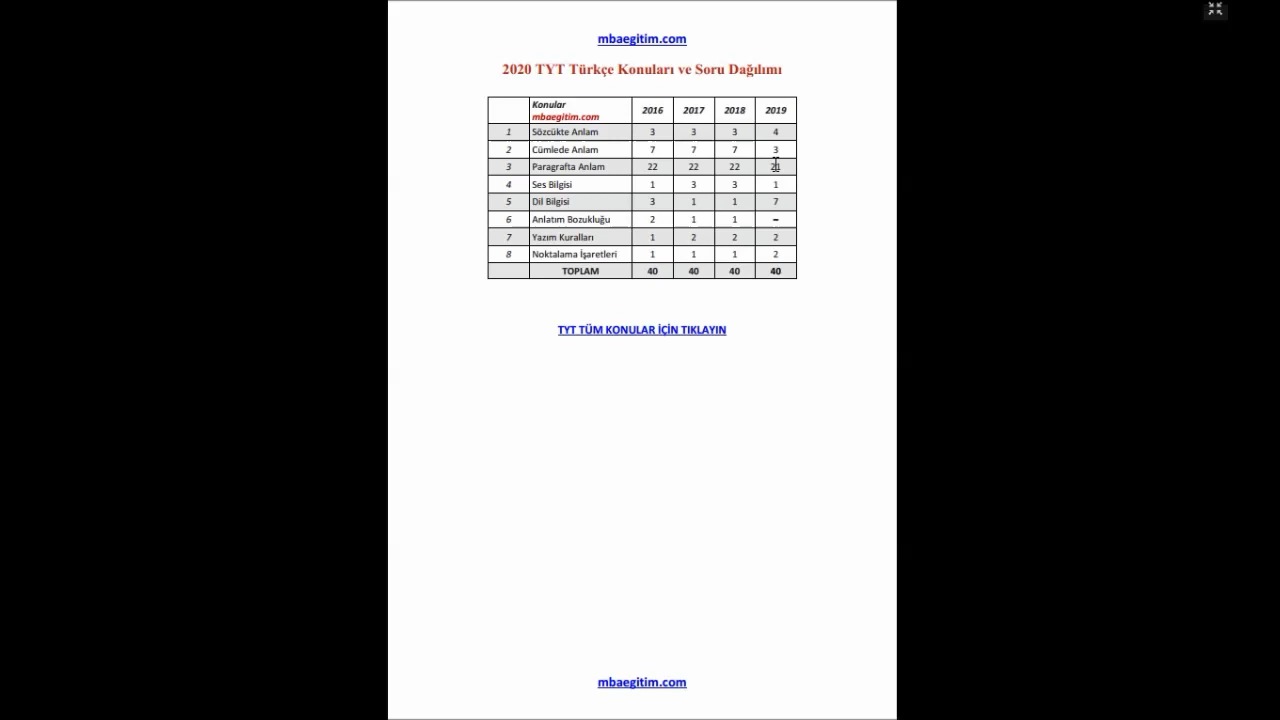 mbaegitim.com
2020 TYT Türkçe Konuları ve Soru Dağılımı
Konular mbaegitim.com 2016 2017 2018 2019
1 Sözcükte Anlam 3 3 3 4
2 Cümlede Anlam 7 7 7 3
3 Paragrafta Anlam 22 22 22 21
4 Ses Bilgisi 1 3 3 1
5 Dil Bilgisi 3 1 1 7
6 Anlatım Bozukluğu 2 1 1 –
7 Yazım Kuralları 1 2 2 2
8 Noktalama İşaretleri 1 1 1 2
TOPLAM 40 40 40 40
TYT TÜM KONULAR İÇİN TIKLAYIN
mbaegitim.com